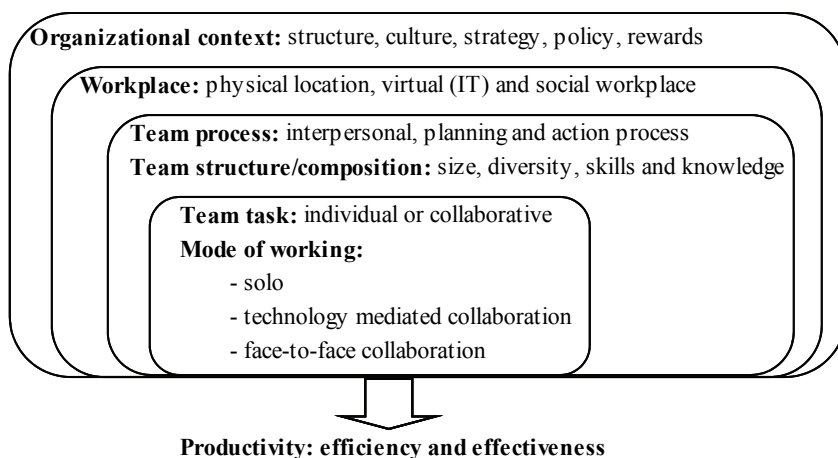 Organizational context: structure, culture, strategy, policy, rewards
Workplace: physical location, virtual (IT) and social workplace
Team process: interpersonal, planning and action process
Team structure/composition: size, diversity, skills and knowledge
Team task: individual or collaborative
Mode of working:
- solo
- technology mediated collaboration
- face-to-face collaboration
Productivity: efficiency and effectiveness